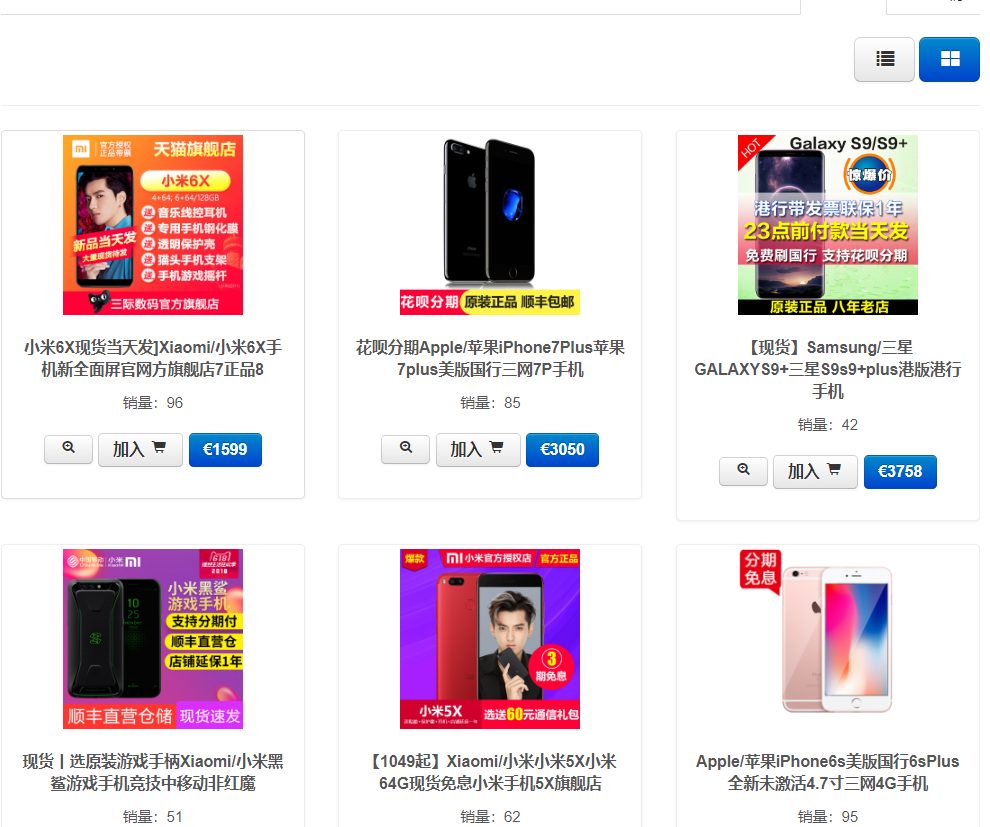 mi 官方授权 天猫旗舰店
正品带票
小米6X
4+64; 6+64/128GB
送 音乐线控耳机
送 专用手机钢化膜
送 透明保护壳
送 猫头手机支架
送 手机游戏摇杆
新品当天发
大量现货待发
三际数码官方旗舰店
iPhone
花呗分期 原装正品 顺丰包邮
HOT
Galaxy S9/S9+
惊爆价
港行带发票联保1年
23点前付款当天发
免费刷国行 支持花呗分期
原装正品 八年老店
小米6X现货当天发]Xiaomi/小米6X手
机新全面屏官网方旗舰店7正品8
销量：96
加入
€1599
花呗分期Apple/苹果iPhone7Plus苹果
7plus美版国行三网7P手机
销量：85
加入
€3050
【现货】Samsung/三星
GALAXYS9+三星S9s9+plus港版港行
手机
销量：42
加入
€3758
中国移动 小米 mi
618
2018
10
25
小米黑鲨
游戏手机
支持分期付
顺丰直营仓
店铺延保1年
顺丰直营仓储 现货速发
爆款 mi 小米官方授权店 官方正品
3
期免息
小米5X
选送60元通信礼包
分期
免息
现货丨选原装游戏手柄Xiaomi/小米黑
鲨游戏手机竞技中移动非红魔
销量：51
【1049起】Xiaomi/小米小米5X小米
64G现货免息小米手机5X旗舰店
销量：62
Apple/苹果iPhone6s美版国行6sPlus
全新未激活4.7寸三网4G手机
销量：95